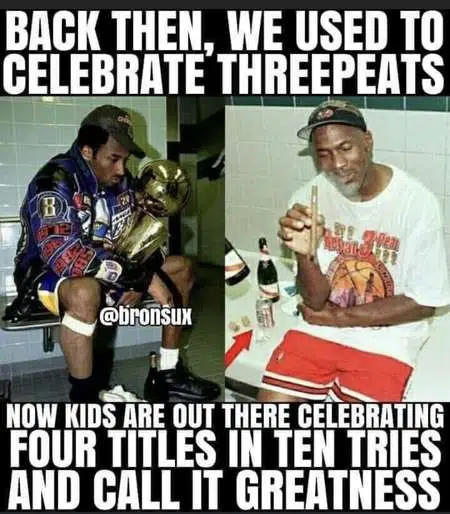 BACK THEN, WE USED TO
CELEBRATE THREEPEATS
8
@bronsux
NOW KIDS ARE OUT THERE CELEBRATING
FOUR TITLES IN TEN TRIES
AND CALL IT GREATNESS